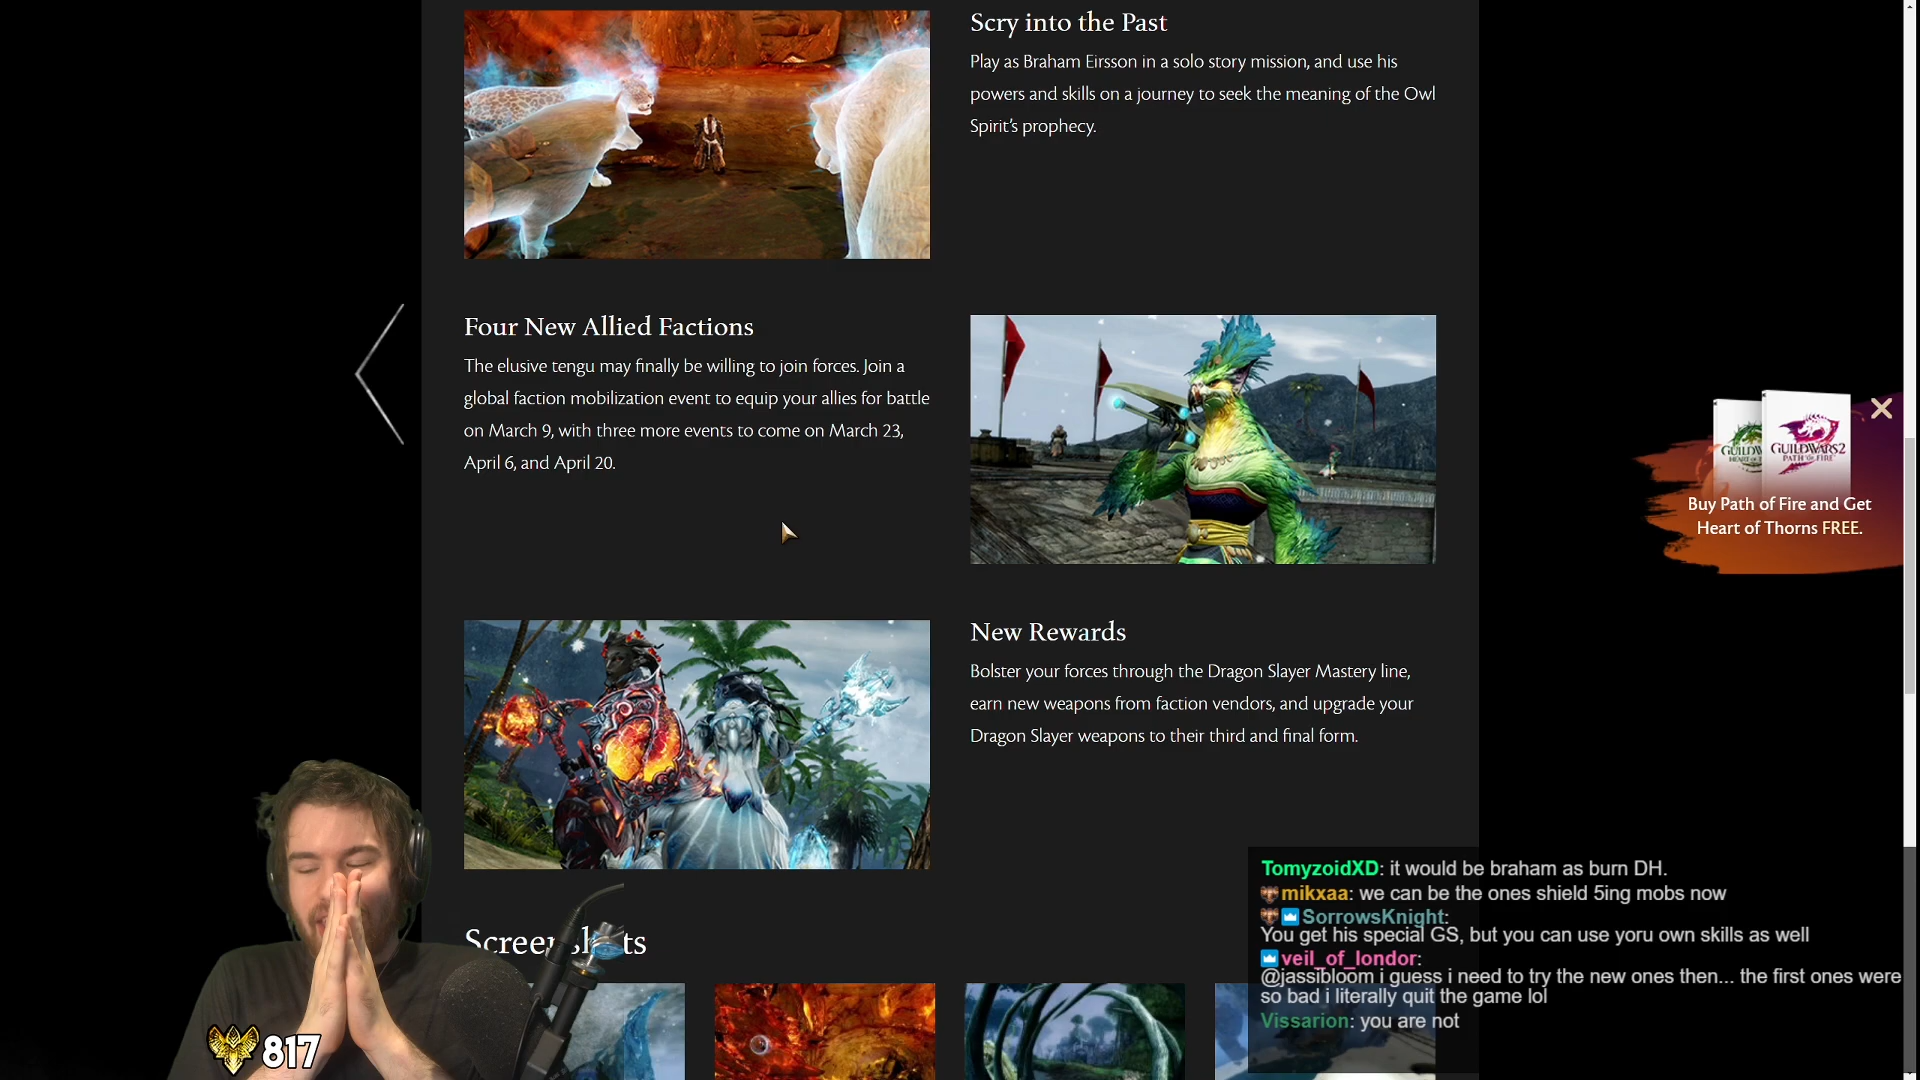 Scry into the Past
Play as Braham Eirsson in a solo story mission, and use his
powers and skills on a journey to seek the meaning of the Owl
Spirit's prophecy.
Four New Allied Factions
The elusive tengu may finally be willing to join forces. Join a
global faction mobilization event to equip your allies for battle
on March 9, with three more events to come on March 23,
April 6, and April 20.
GUILDWARS2
PATH OF FIRE
Buy Path of Fire and Get
Heart of Thorns FREE.
New Rewards
Bolster your forces through the Dragon Slayer Mastery line,
earn new weapons from faction vendors, and upgrade your
Dragon Slayer weapons to their third and final form.
Screenshots
TomyzoidXD: it would be braham as burn DH.
mikxaa: we can be the ones shield 5ing mobs now
SorrowsKnight:
You get his special GS, but you can use yoru own skills as well
veil_of_londor:
@jassibloom i guess i need to try the new ones then... the first ones were
so bad i literally quit the game lol
Vissarion: you are not
817